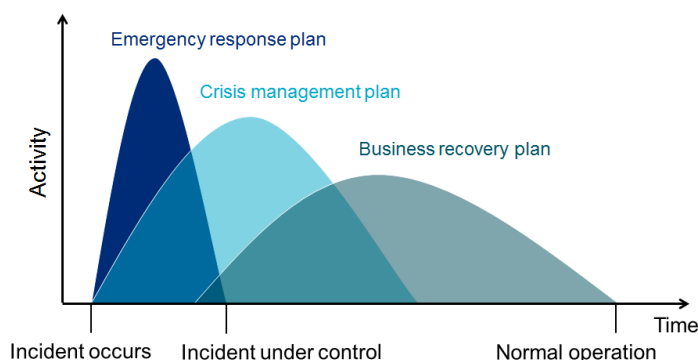 Emergency response plan
Crisis management plan
Business recovery plan
Activity
Time
Incident occurs
Incident under control
Normal operation